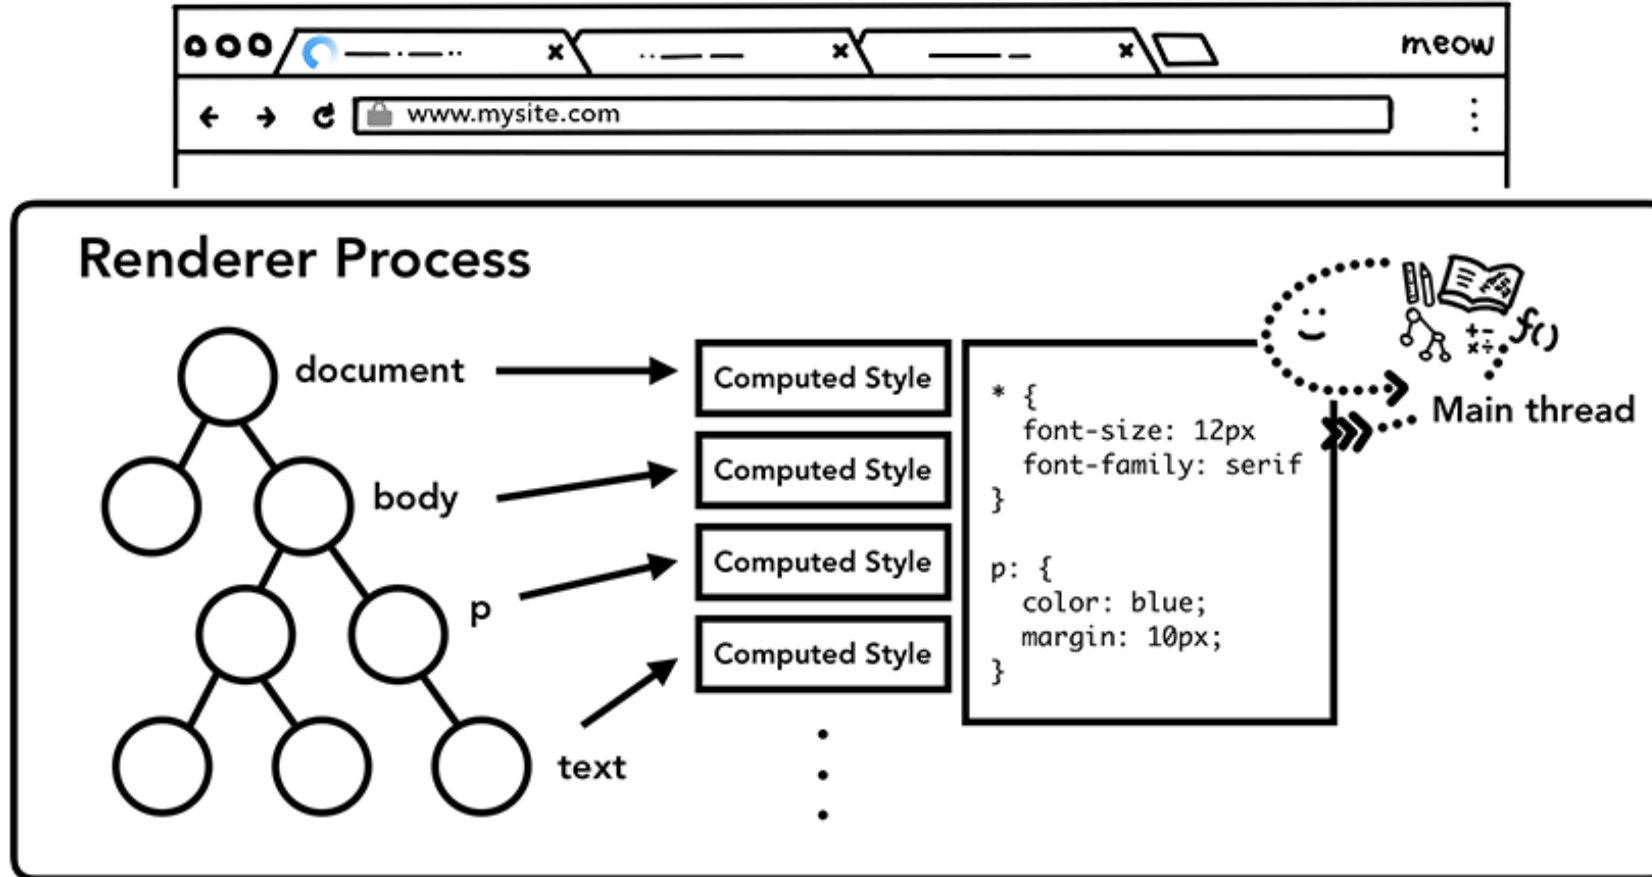 meow
www.mysite.com
Renderer Process
document
body
p
text
Computed Style
Computed Style
Computed Style
Computed Style
* {
font-size: 12px
font-family: serif
}
p: {
color: blue;
margin: 10px;
}
+-
×÷
f()
Main thread